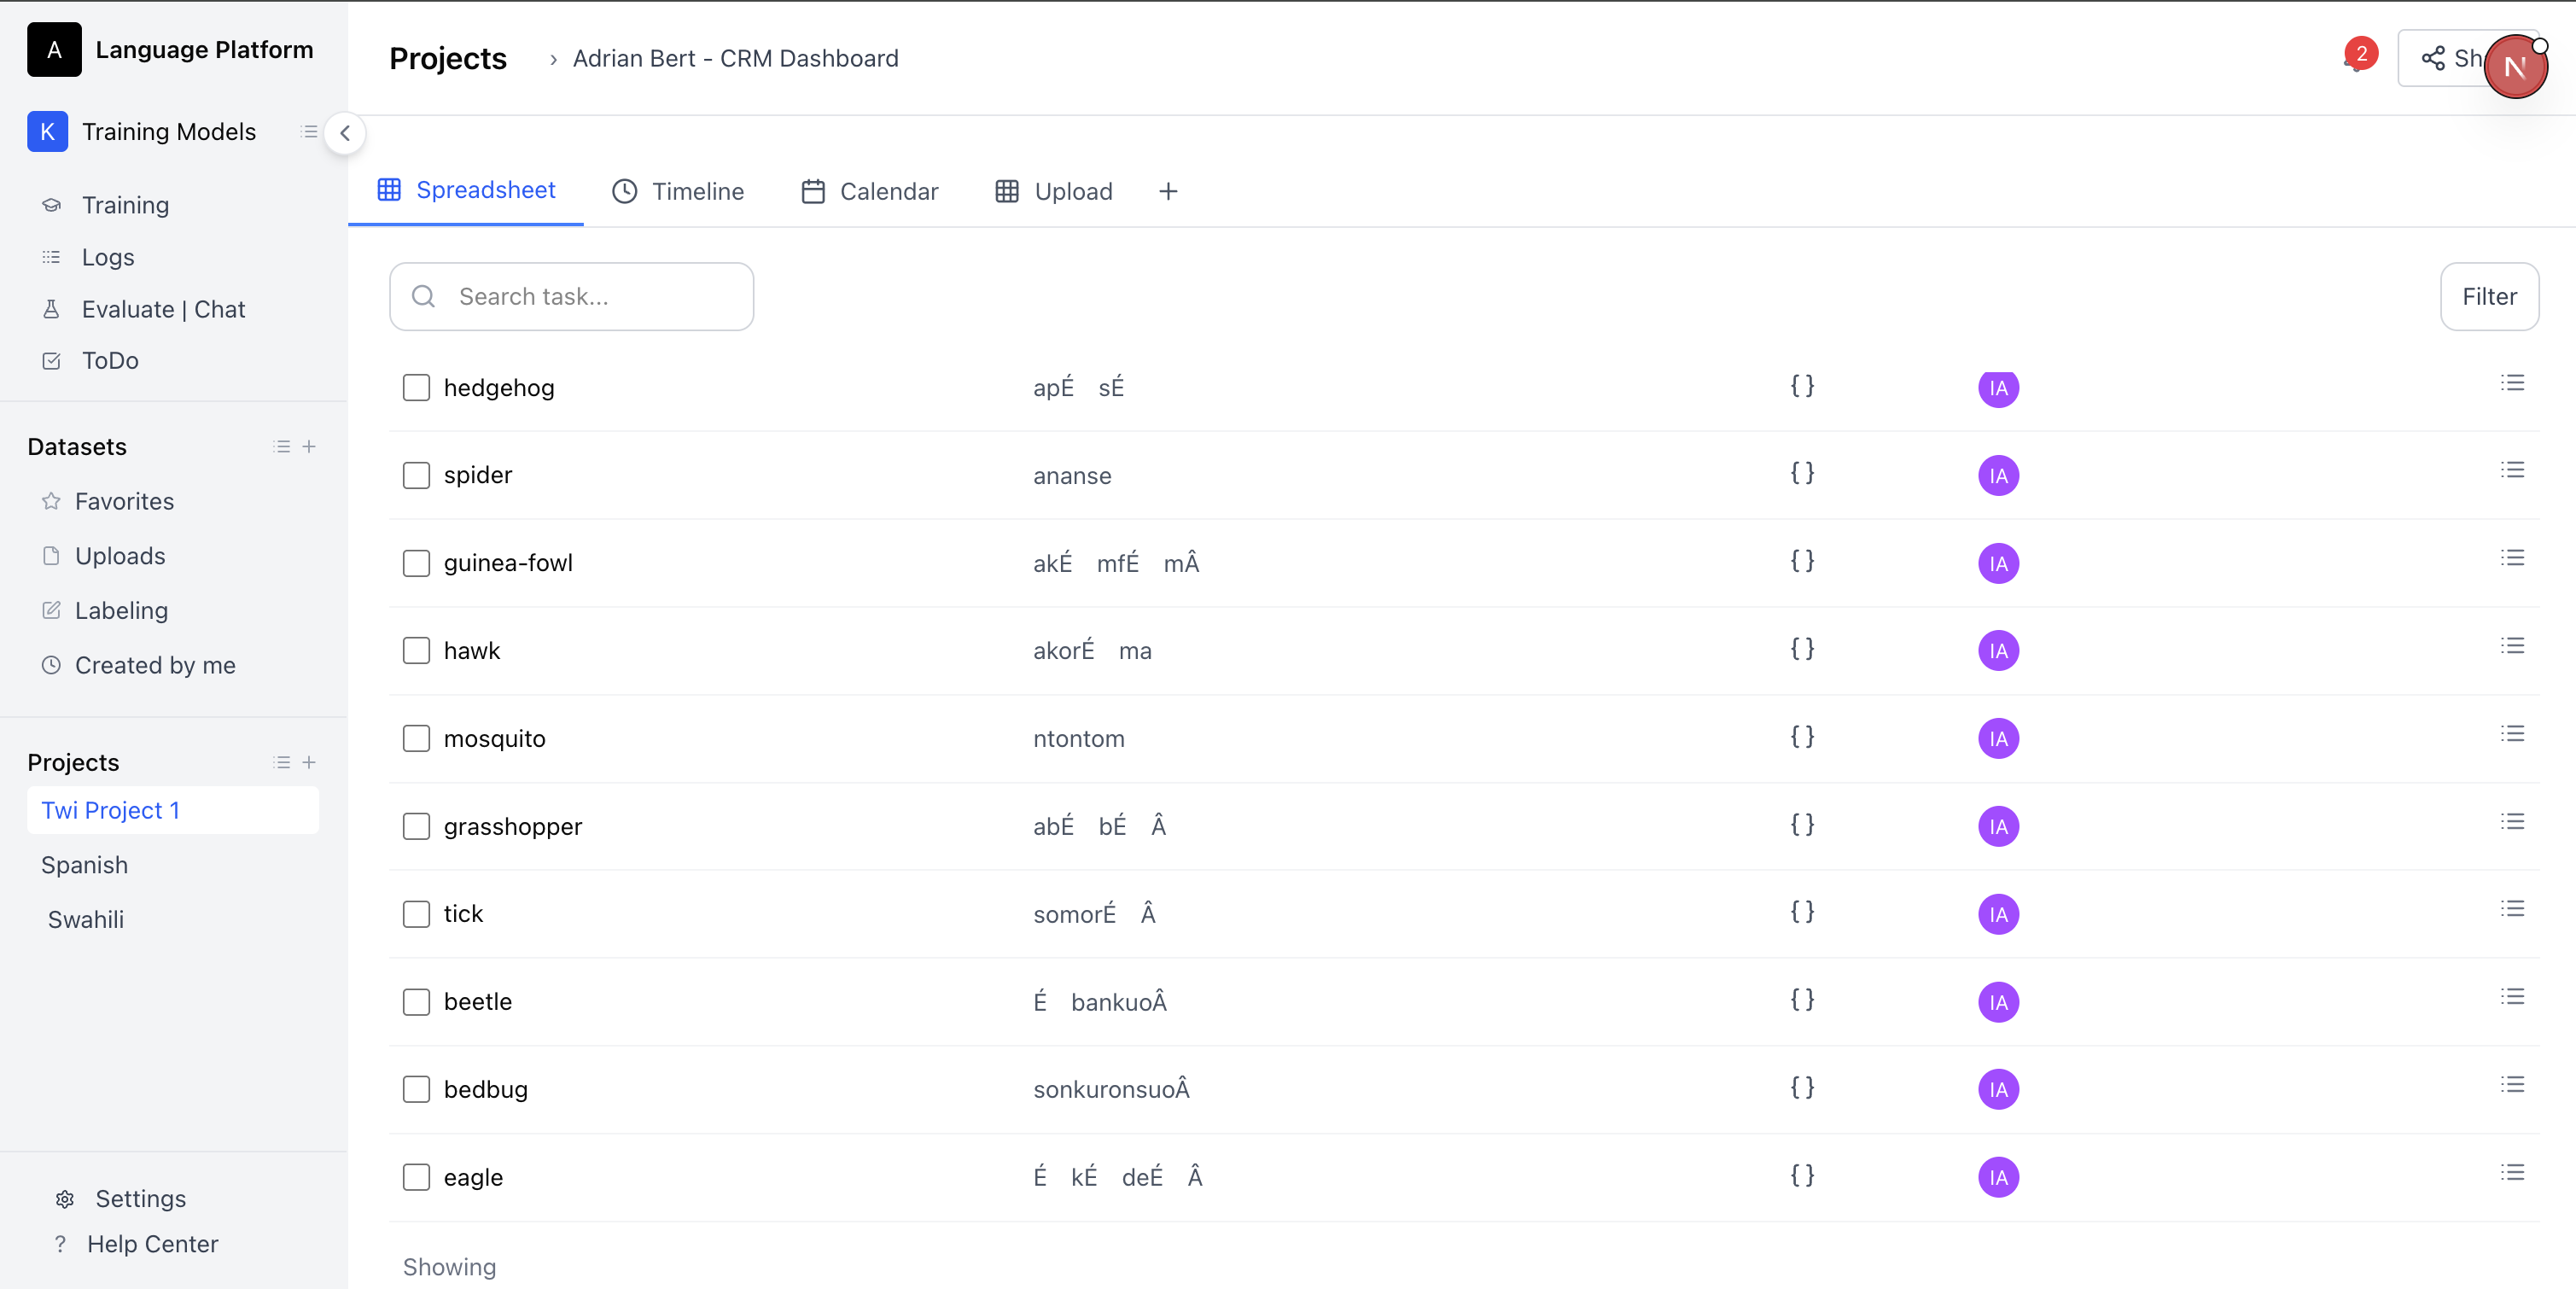 A Language Platform
K Training Models
Training
Logs
Evaluate | Chat
ToDo
Datasets
Favorites
Uploads
Labeling
Created by me
Projects
Twi Project 1
Spanish
Swahili
Settings
? Help Center
Projects › Adrian Bert - CRM Dashboard
2
N
Spreadsheet Timeline Calendar Upload +
Search task...
Filter
hedgehog apÉ sÉ {} IA
spider ananse {} IA
guinea-fowl akÉ mfÉ mÂ {} IA
hawk akorÉ ma {} IA
mosquito ntontom {} IA
grasshopper abÉ bÉ Â {} IA
tick somorÉ Â {} IA
beetle É bankuoÂ {} IA
bedbug sonkuronsuoÂ {} IA
eagle É kÉ deÉ Â {} IA
Showing